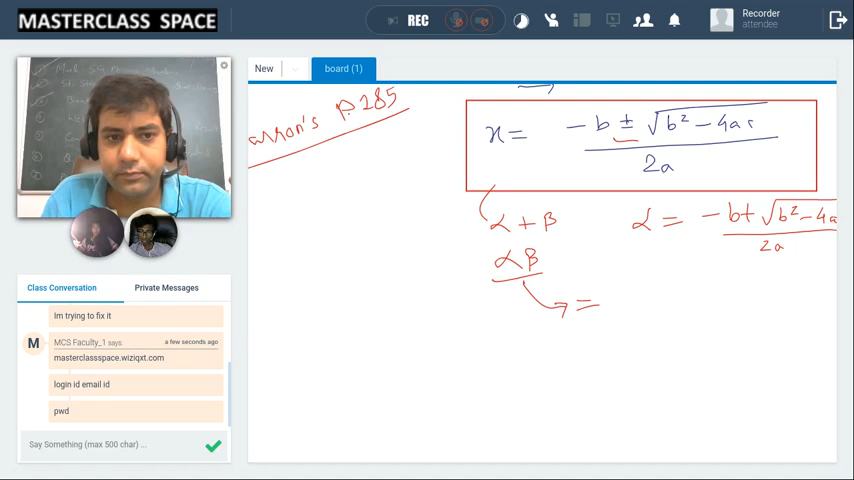 MASTERCLASS SPACE
REC
Recorder
attendee
New
board (1)
Class Conversation
Private Messages
Im trying to fix it
M
MCS Faculty_1 says:
a few seconds ago
masterclassspace.wiziqxt.com
login id email id
pwd
Say Something (max 500 char) ...
arron's p.285
x = -b ± √b² - 4ac
2a
α + β
α = -b + √b² - 4a
2a
αβ
=